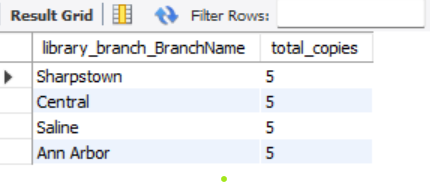 Result Grid Filter Rows:
library_branch_BranchName total_copies
Sharpstown 5
Central 5
Saline 5
Ann Arbor 5